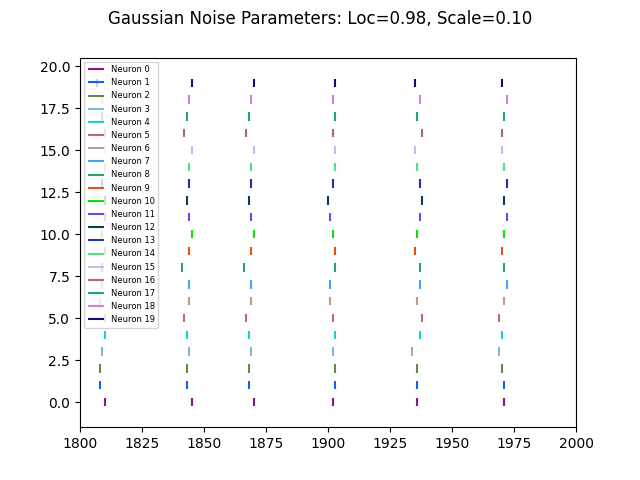 Gaussian Noise Parameters: Loc=0.98, Scale=0.10
20.0
17.5
15.0
12.5
10.0
7.5
5.0
2.5
0.0
Neuron 0
Neuron 1
Neuron 2
Neuron 3
Neuron 4
Neuron 5
Neuron 6
Neuron 7
Neuron 8
Neuron 9
Neuron 10
Neuron 11
Neuron 12
Neuron 13
Neuron 14
Neuron 15
Neuron 16
Neuron 17
Neuron 18
Neuron 19
1800 1825 1850 1875 1900 1925 1950 1975 2000